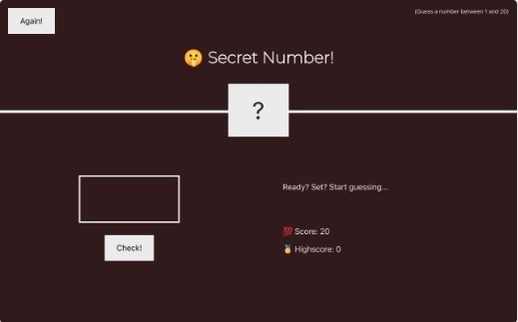 Again!
(Guess a number between 1 and 20)
🤫 Secret Number!
?
Ready? Set? Start guessing...
Check!
💯 Score: 20
🥇 Highscore: 0